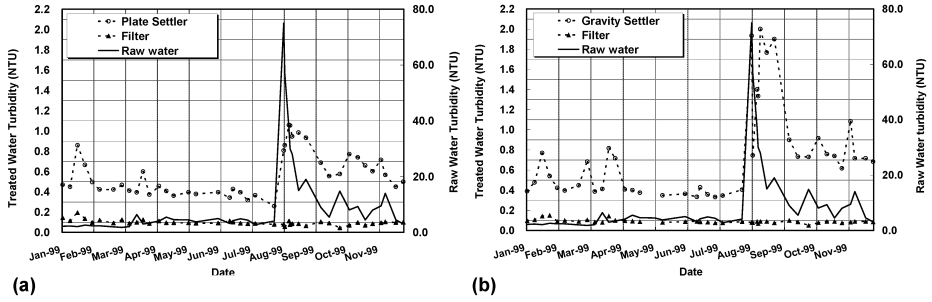 2.2
2.0
1.8
1.6
1.4
1.2
1.0
0.8
0.6
0.4
0.2
0.0
Treated Water Turbidity (NTU)
Plate Settler
Filter
Raw water
80.0
60.0
40.0
20.0
0.0
Raw Water Turbidity (NTU)
Jan-99
Feb-99
Mar-99
Apr-99
May-99
Jun-99
Jul-99
Aug-99
Sep-99
Oct-99
Nov-99
Date
(a)
2.2
2.0
1.8
1.6
1.4
1.2
1.0
0.8
0.6
0.4
0.2
0.0
Treated Water Turbidity (NTU)
Gravity Settler
Filter
Raw water
80.0
60.0
40.0
20.0
0.0
Raw Water turbidity (NTU)
Jan-99
Feb-99
Mar-99
Apr-99
May-99
Jun-99
Jul-99
Aug-99
Sep-99
Oct-99
Nov-99
Date
(b)